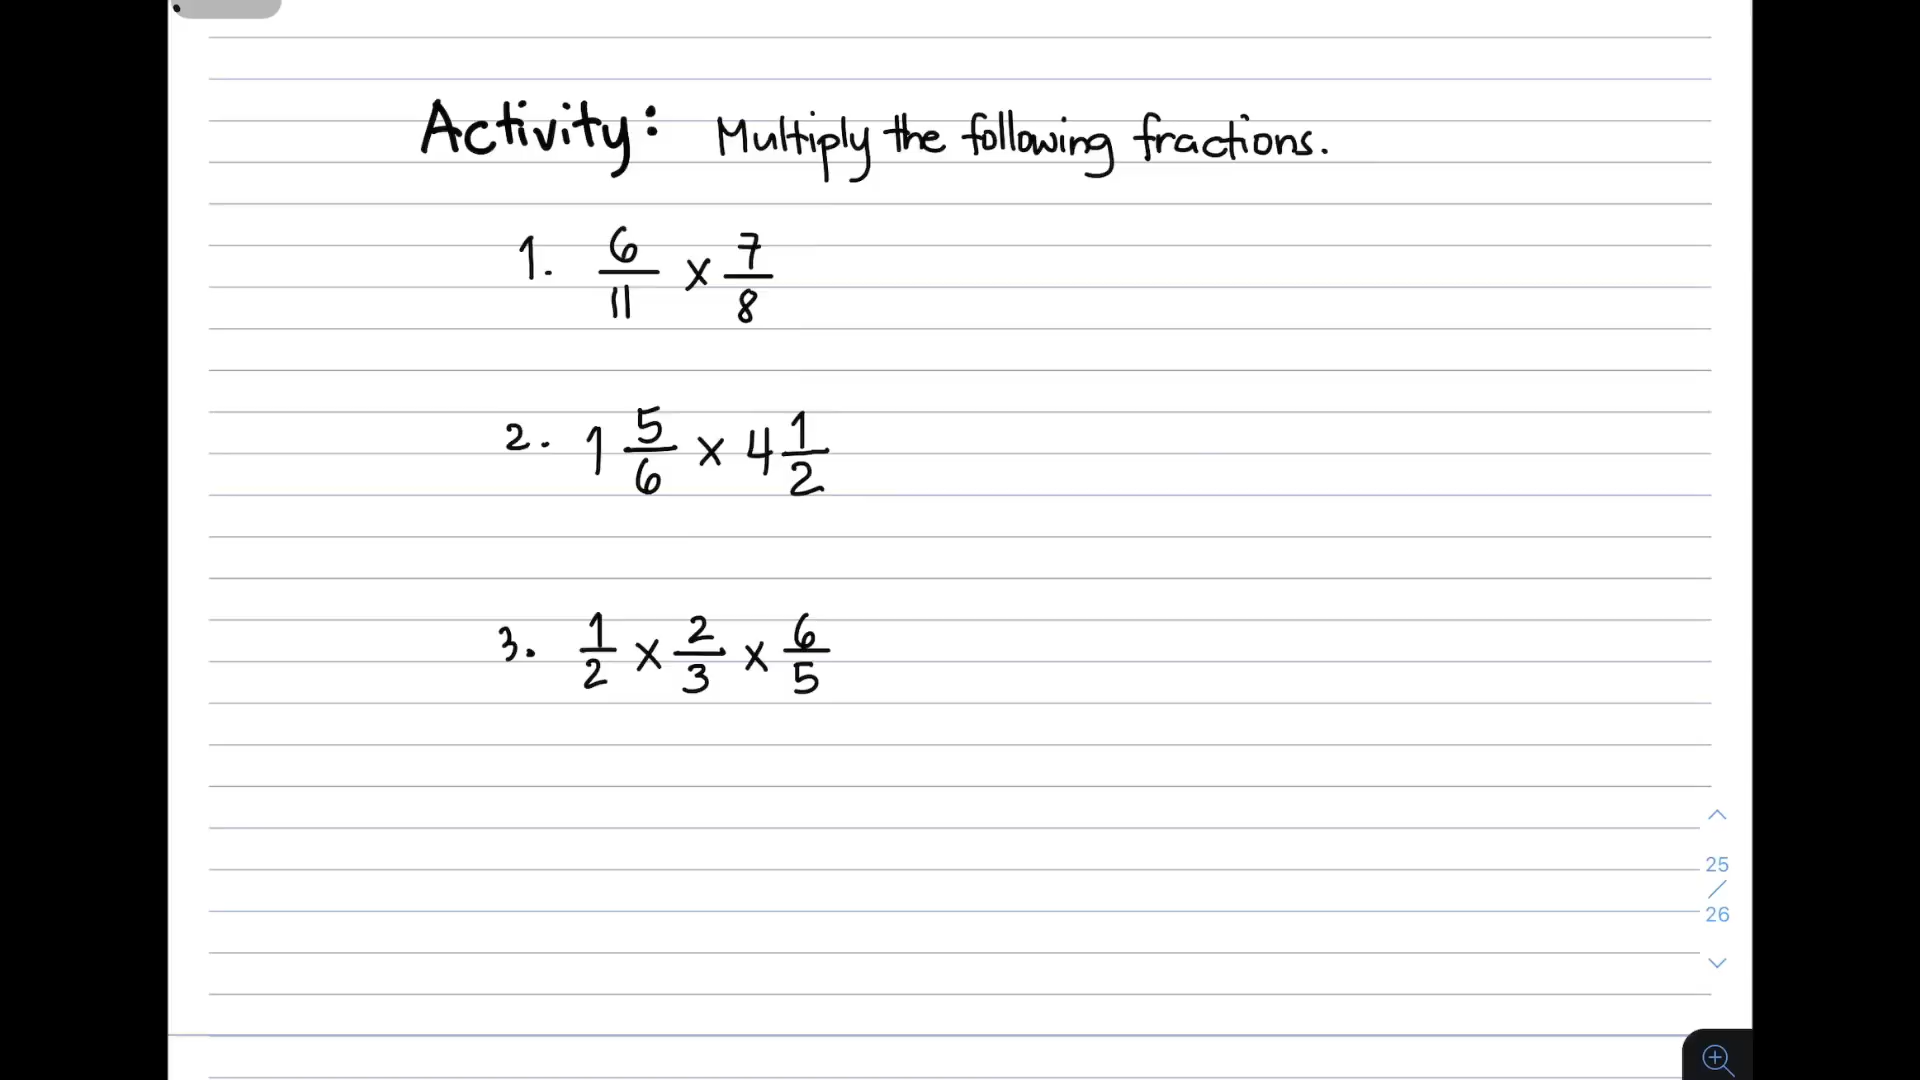 Activity: Multiply the following fractions.
1. 6/11 x 7/8
2. 1 5/6 x 4 1/2
3. 1/2 x 2/3 x 6/5
25
/
26